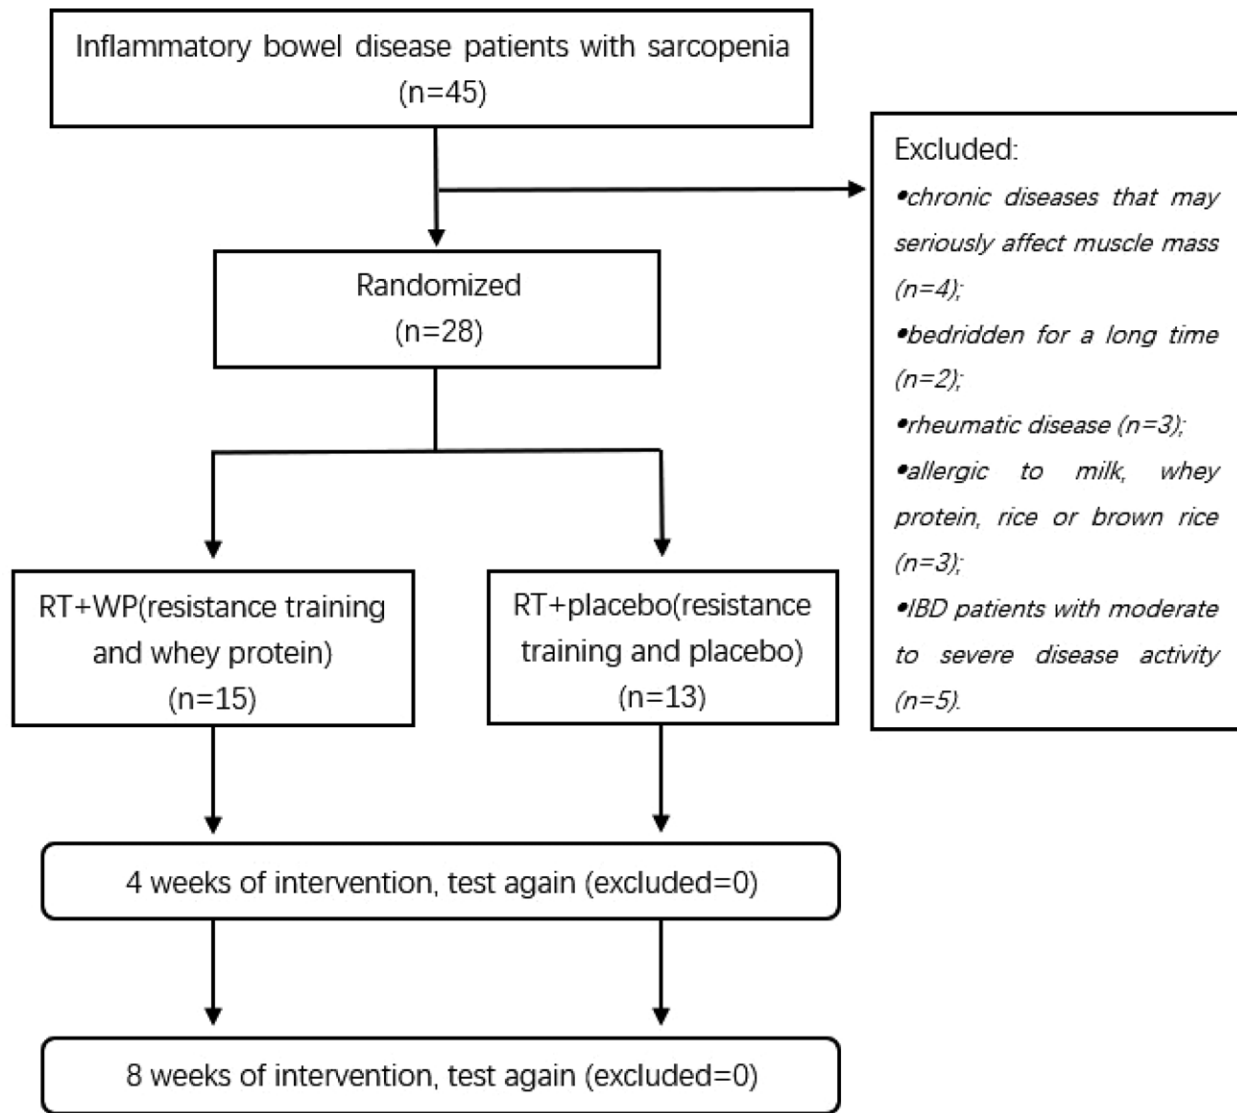 Inflammatory bowel disease patients with sarcopenia
(n=45)
Excluded:
•chronic diseases that may
seriously affect muscle mass
(n=4);
•bedridden for a long time
(n=2);
•rheumatic disease (n=3);
•allergic to milk, whey
protein, rice or brown rice
(n=3);
•IBD patients with moderate
to severe disease activity
(n=5).
Randomized
(n=28)
RT+WP(resistance training
and whey protein)
(n=15)
RT+placebo(resistance
training and placebo)
(n=13)
4 weeks of intervention, test again (excluded=0)
8 weeks of intervention, test again (excluded=0)